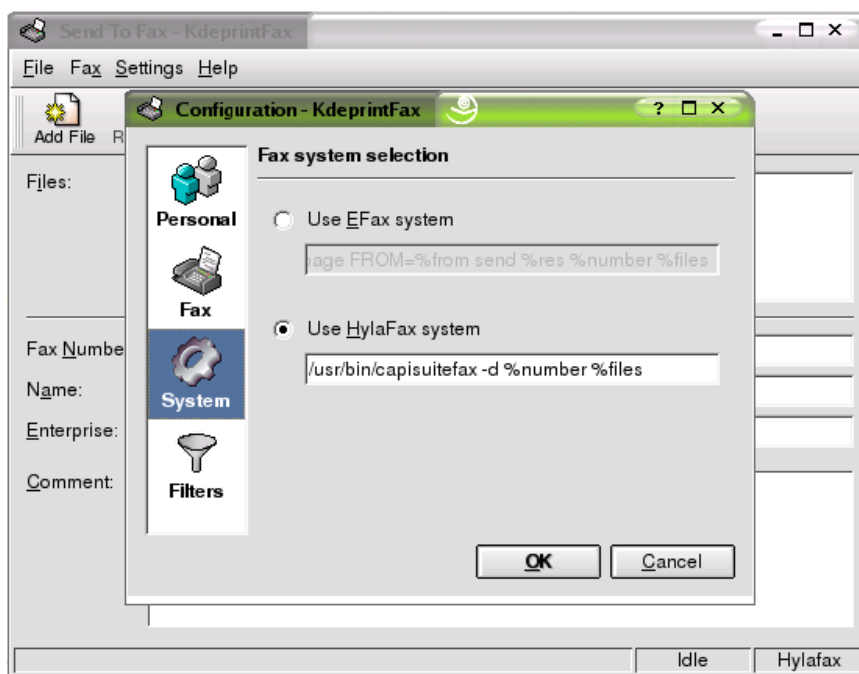 Send To Fax - KdeprintFax
File Fax Settings Help
Add File R
Files:
Fax Numbe
Name:
Enterprise:
Comment:
Configuration - KdeprintFax
Personal
Fax
System
Filters
Fax system selection
Use EFax system
page FROM=%from send %res %number %files
Use HylaFax system
/usr/bin/capisuitefax -d %number %files
OK Cancel
Idle Hylafax